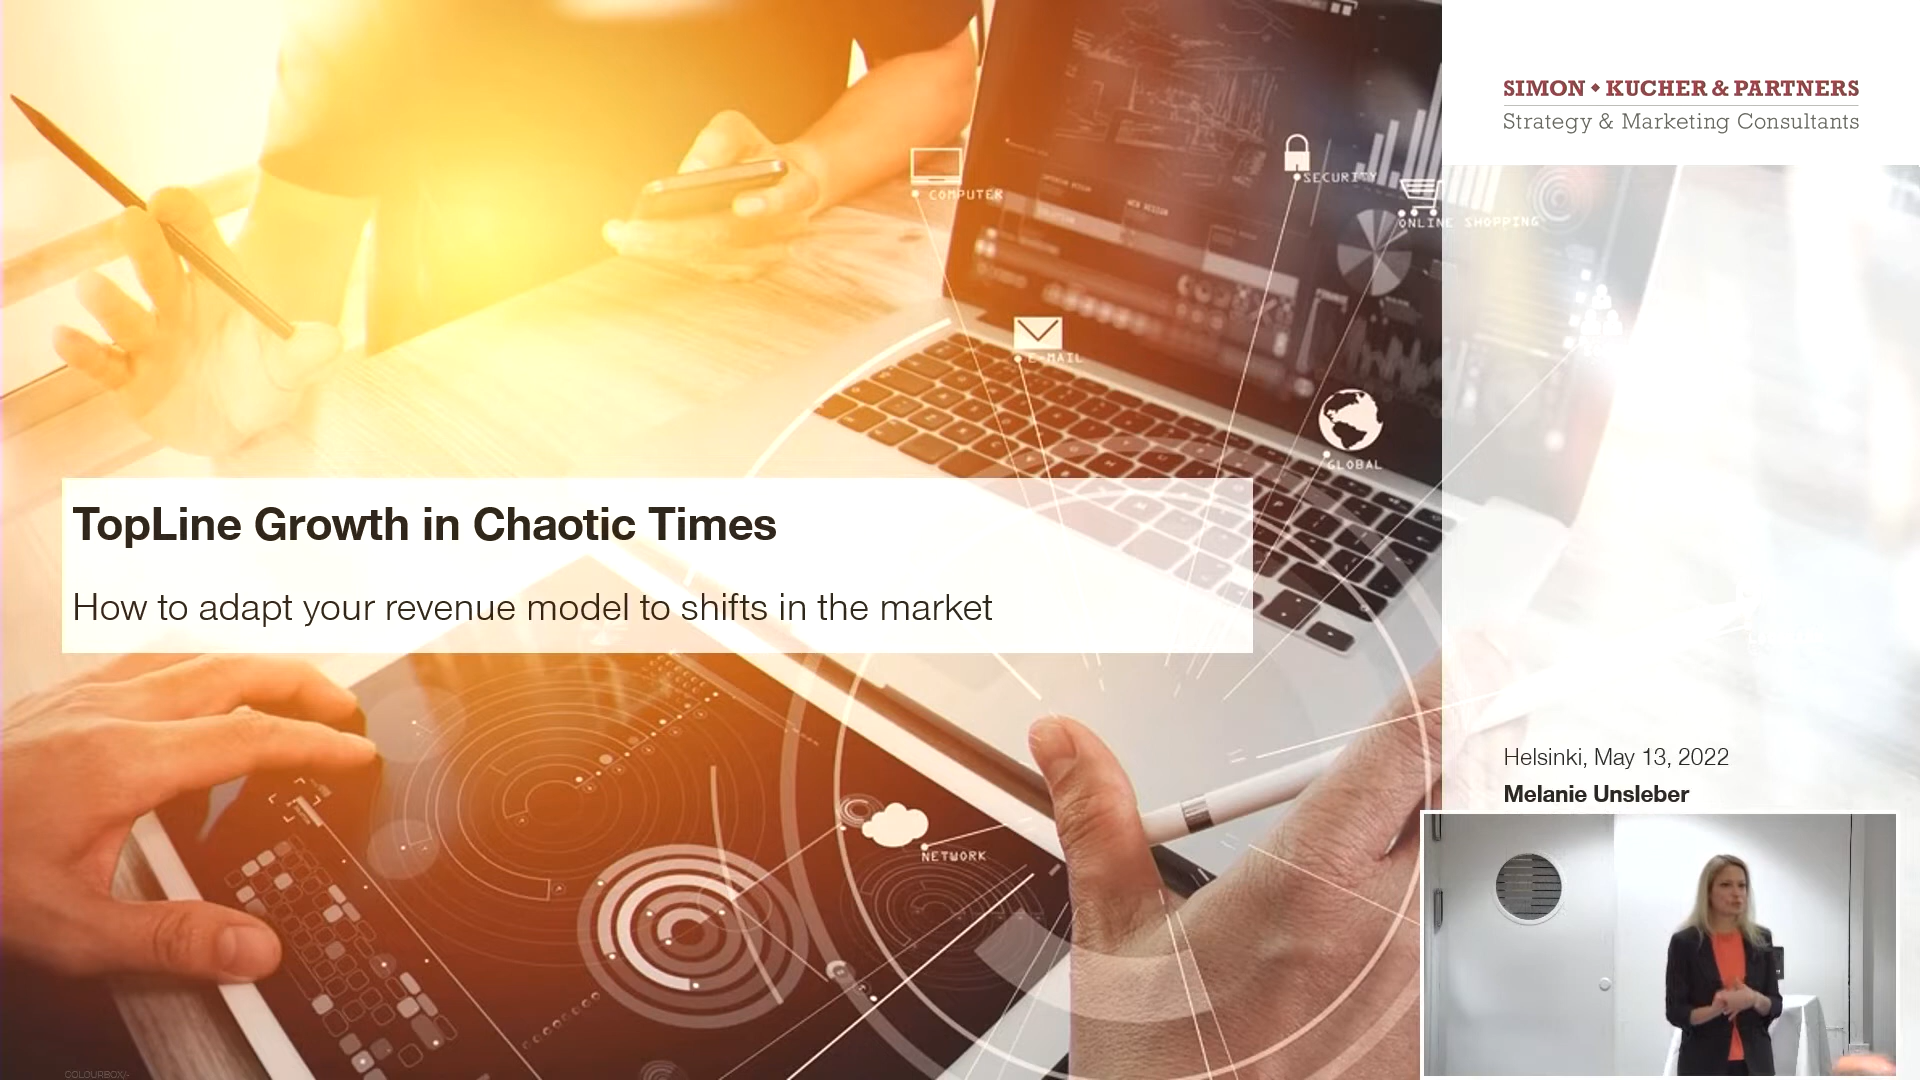 SIMON • KUCHER & PARTNERS
Strategy & Marketing Consultants
COMPUTER
SECURITY
ONLINE SHOPPING
E-MAIL
GLOBAL
TopLine Growth in Chaotic Times
How to adapt your revenue model to shifts in the market
Helsinki, May 13, 2022
Melanie Unsleber
NETWORK
COLOURBOX